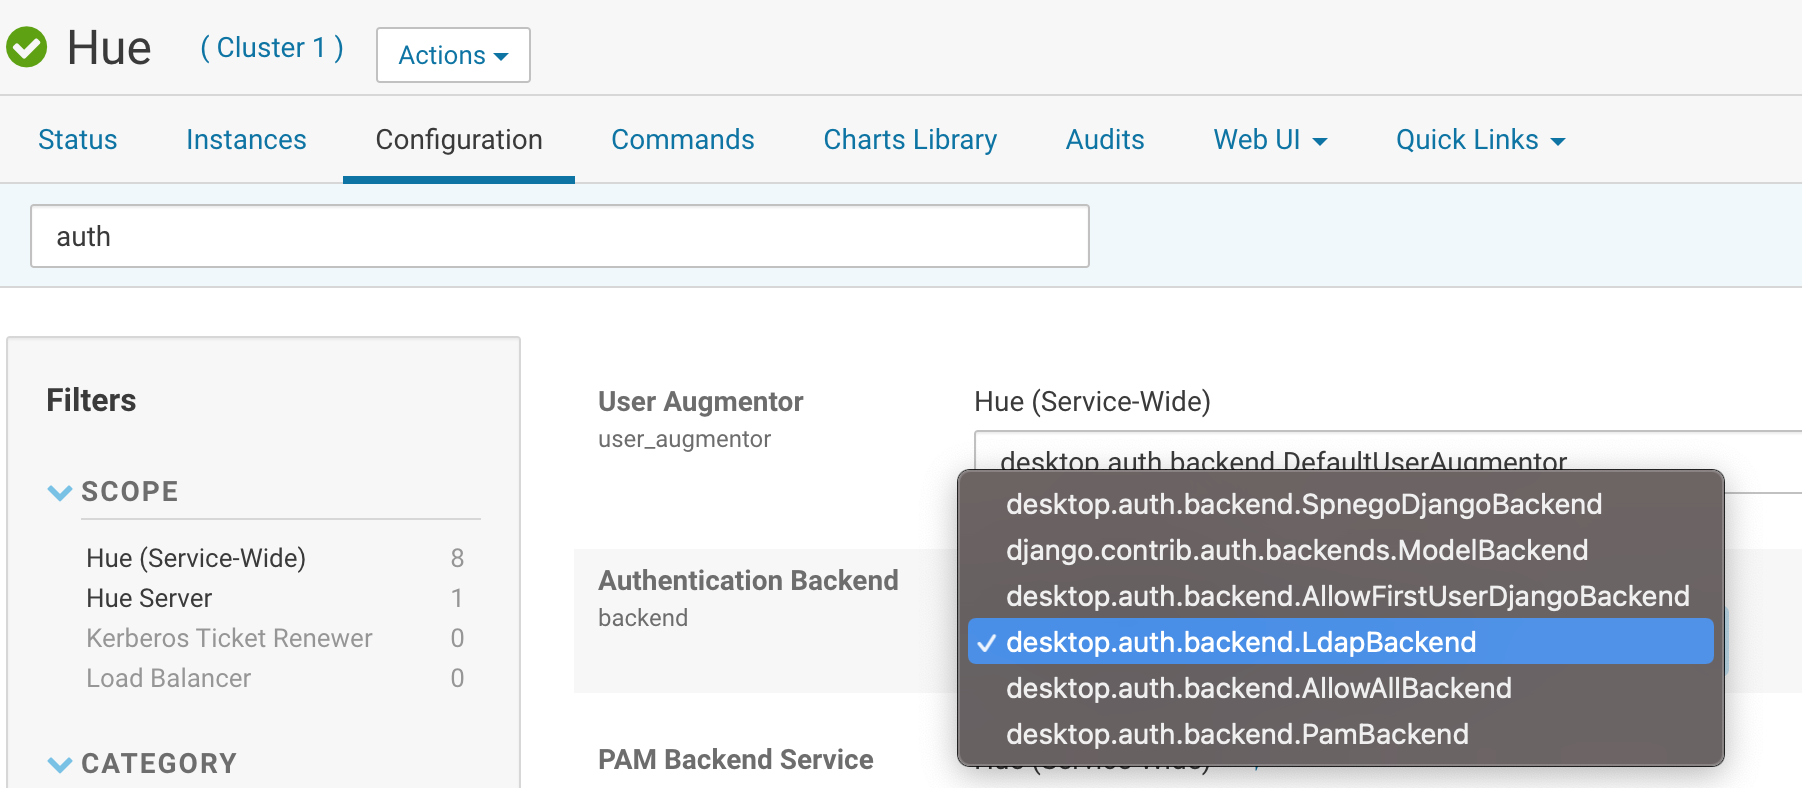 Hue ( Cluster 1 ) Actions
Status Instances Configuration Commands Charts Library Audits Web UI Quick Links
auth
Filters
SCOPE
Hue (Service-Wide) 8
Hue Server 1
Kerberos Ticket Renewer 0
Load Balancer 0
CATEGORY
User Augmentor
user_augmentor
Hue (Service-Wide)
desktop.auth.backend.DefaultUserAugmentor
Authentication Backend
backend
desktop.auth.backend.SpnegoDjangoBackend
django.contrib.auth.backends.ModelBackend
desktop.auth.backend.AllowFirstUserDjangoBackend
desktop.auth.backend.LdapBackend
desktop.auth.backend.AllowAllBackend
desktop.auth.backend.PamBackend
PAM Backend Service
Hue (Service-Wide)